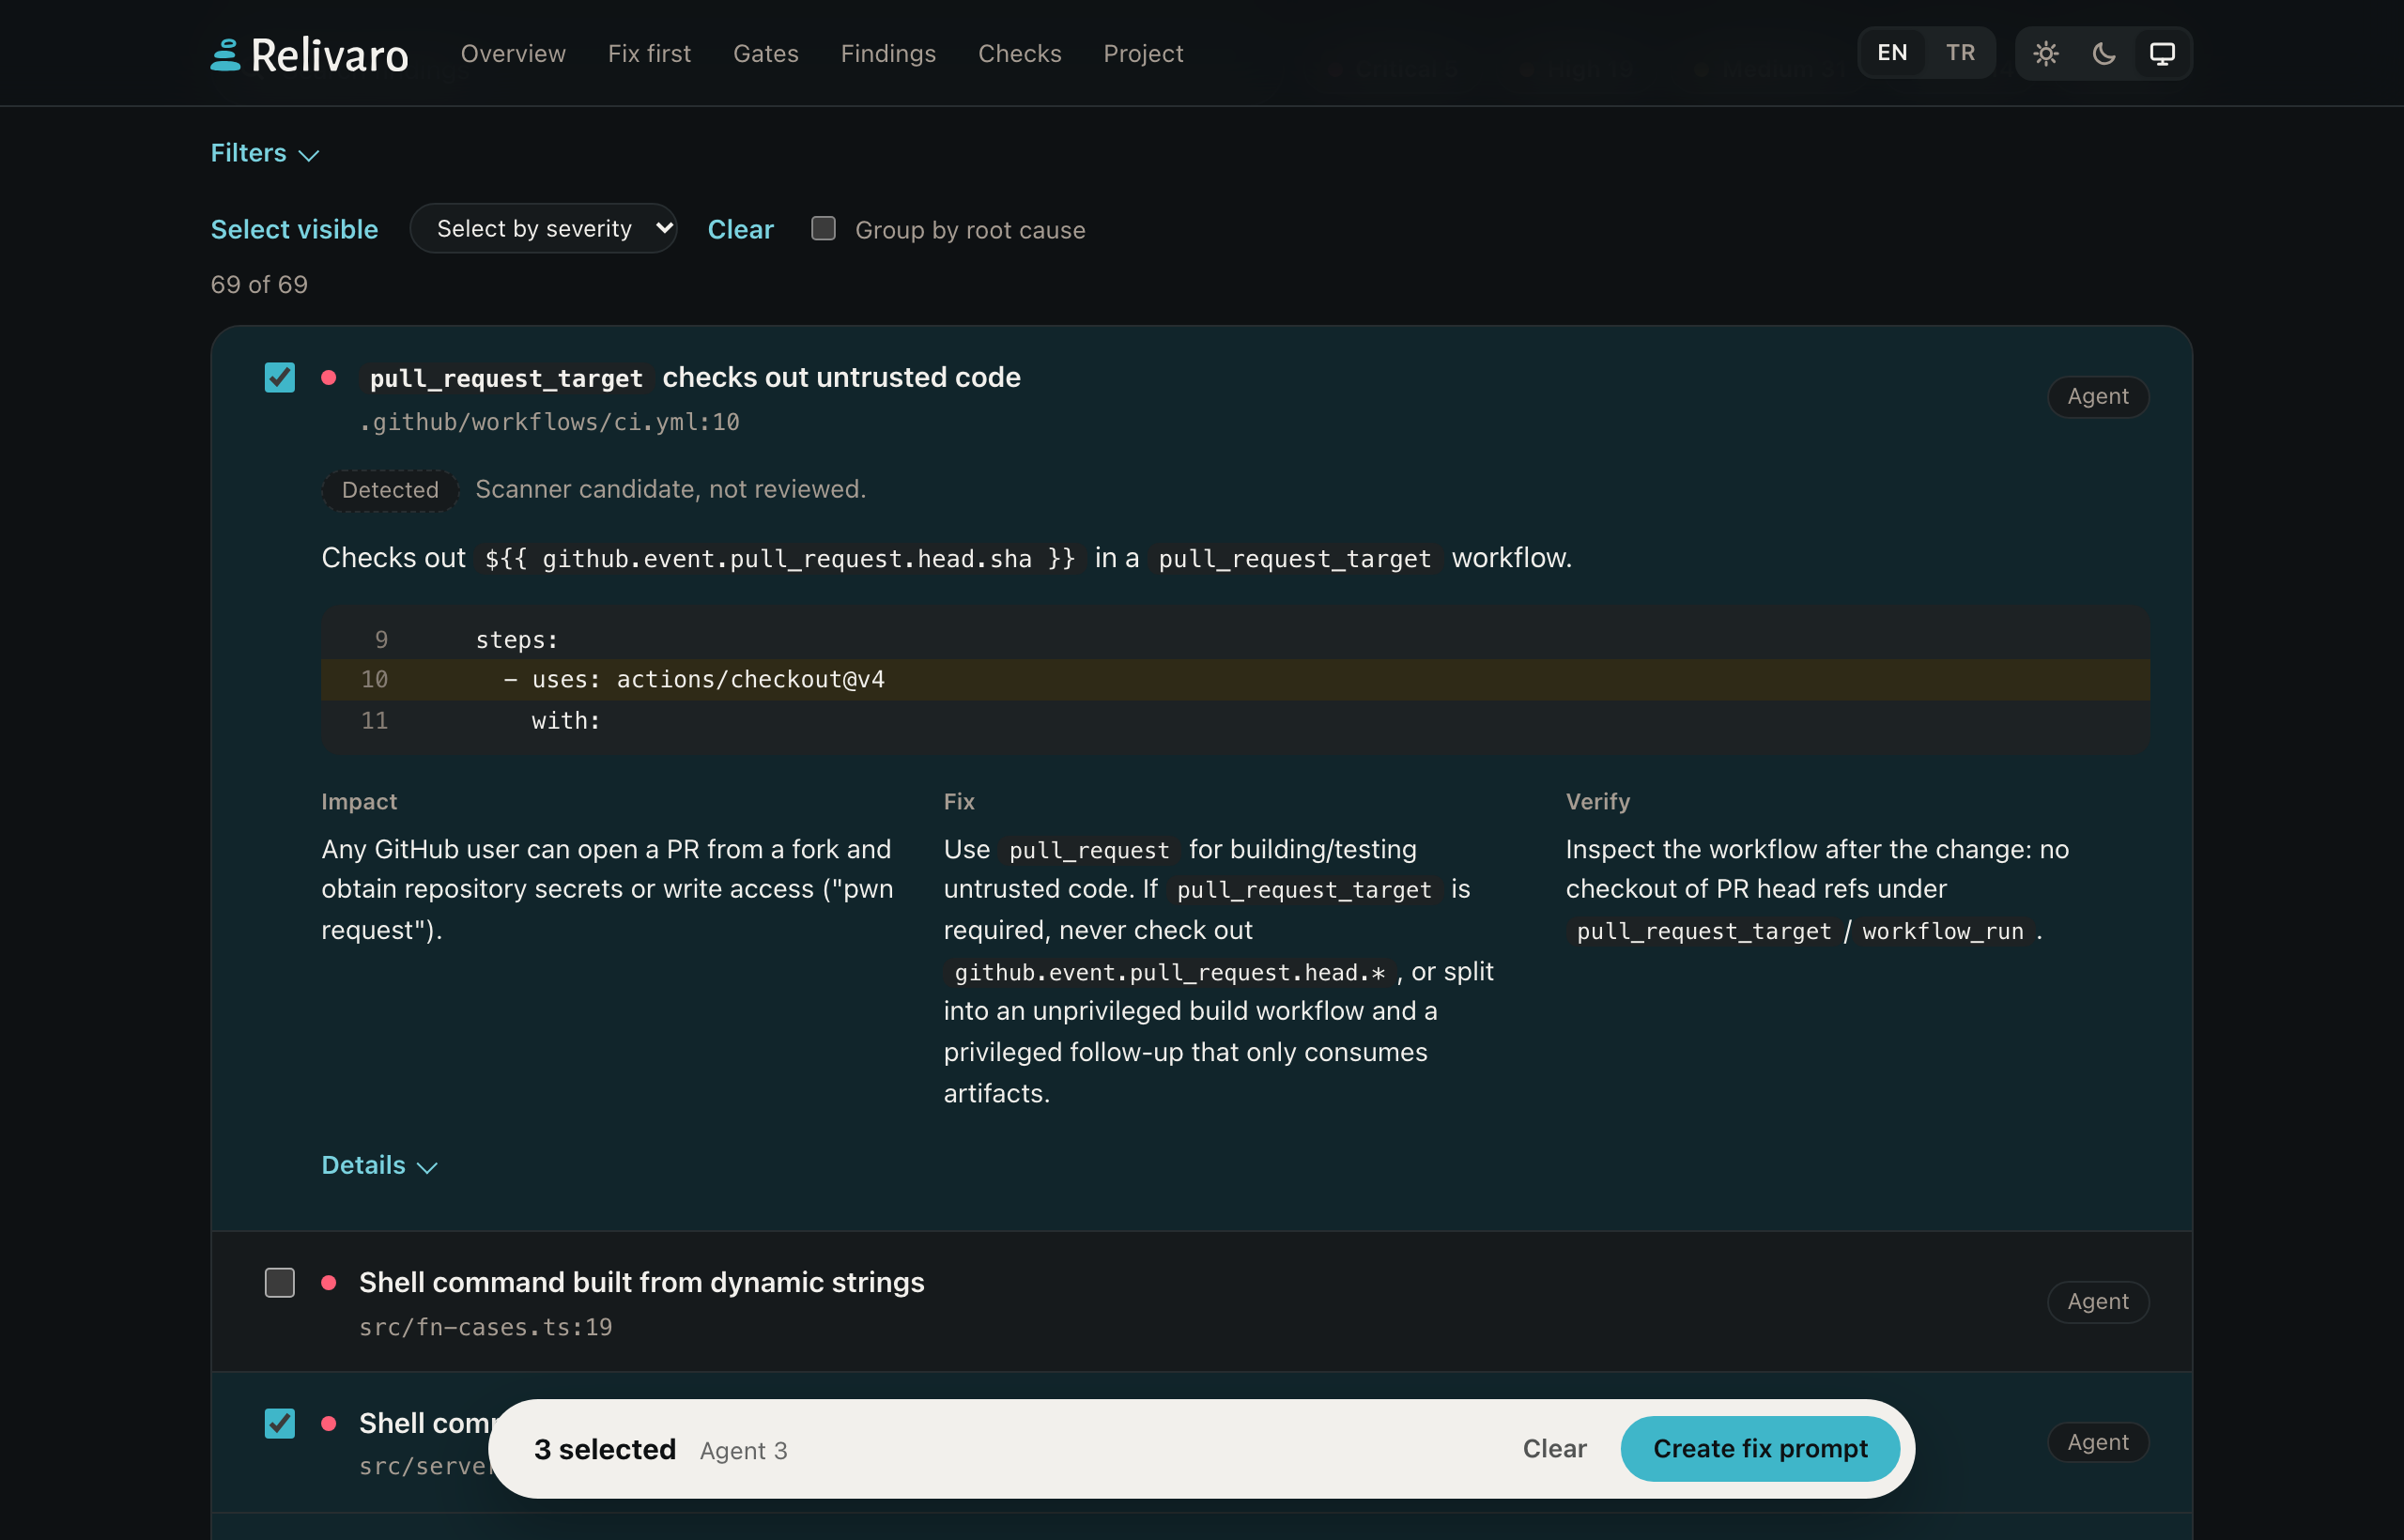 Relivaro Overview Fix first Gates Findings Checks Project EN TR
Filters
Select visible Select by severity Clear Group by root cause
69 of 69
pull_request_target checks out untrusted code
Agent
.github/workflows/ci.yml:10
Detected Scanner candidate, not reviewed.
Checks out ${{ github.event.pull_request.head.sha }} in a pull_request_target workflow.
9 steps:
10 - uses: actions/checkout@v4
11 with:
Impact
Any GitHub user can open a PR from a fork and
obtain repository secrets or write access ("pwn
request").
Fix
Use pull_request for building/testing
untrusted code. If pull_request_target is
required, never check out
github.event.pull_request.head.*, or split
into an unprivileged build workflow and a
privileged follow-up that only consumes
artifacts.
Verify
Inspect the workflow after the change: no
checkout of PR head refs under
pull_request_target / workflow_run.
Details
Shell command built from dynamic strings
Agent
src/fn-cases.ts:19
Shell
Agent
3 selected Agent 3 Clear Create fix prompt